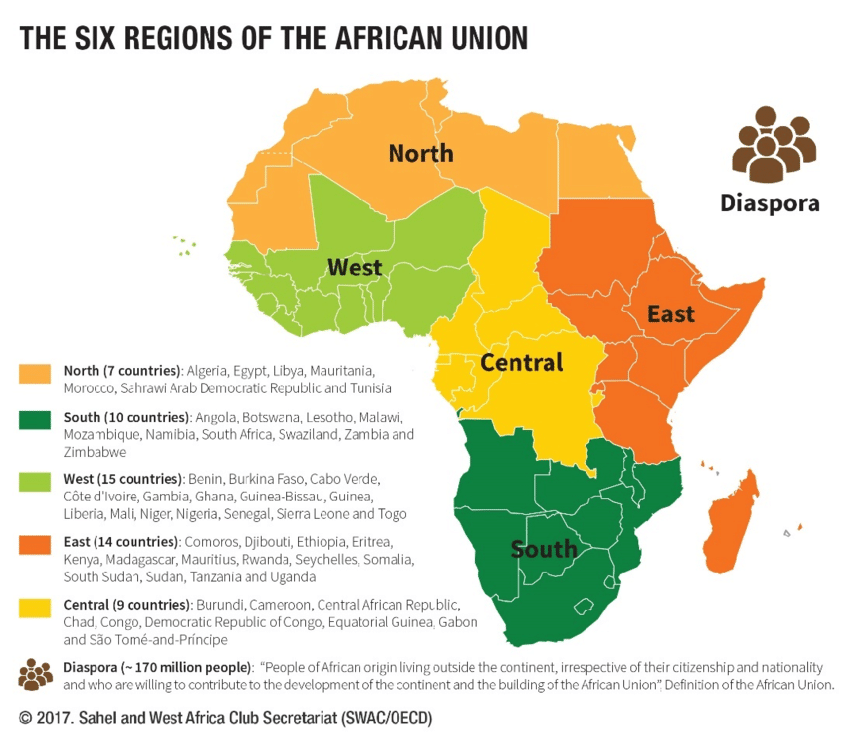 THE SIX REGIONS OF THE AFRICAN UNION
North
Diaspora
West
East
Central
South
North (7 countries): Algeria, Egypt, Libya, Mauritania,
Morocco, Sahrawi Arab Democratic Republic and Tunisia
South (10 countries): Angola, Botswana, Lesotho, Malawi,
Mozambique, Namibia, South Africa, Swaziland, Zambia and
Zimbabwe
West (15 countries): Benin, Burkina Faso, Cabo Verde,
Côte d'Ivoire, Gambia, Ghana, Guinea-Bissau, Guinea,
Liberia, Mali, Niger, Nigeria, Senegal, Sierra Leone and Togo
East (14 countries): Comoros, Djibouti, Ethiopia, Eritrea,
Kenya, Madagascar, Mauritius, Rwanda, Seychelles, Somalia,
South Sudan, Sudan, Tanzania and Uganda
Central (9 countries): Burundi, Cameroon, Central African Republic,
Chad, Congo, Democratic Republic of Congo, Equatorial Guinea, Gabon
and São Tomé-and-Príncipe
Diaspora (~ 170 million people): “People of African origin living outside the continent, irrespective of their citizenship and nationality
and who are willing to contribute to the development of the continent and the building of the African Union”, Definition of the African Union.
© 2017. Sahel and West Africa Club Secretariat (SWAC/OECD)